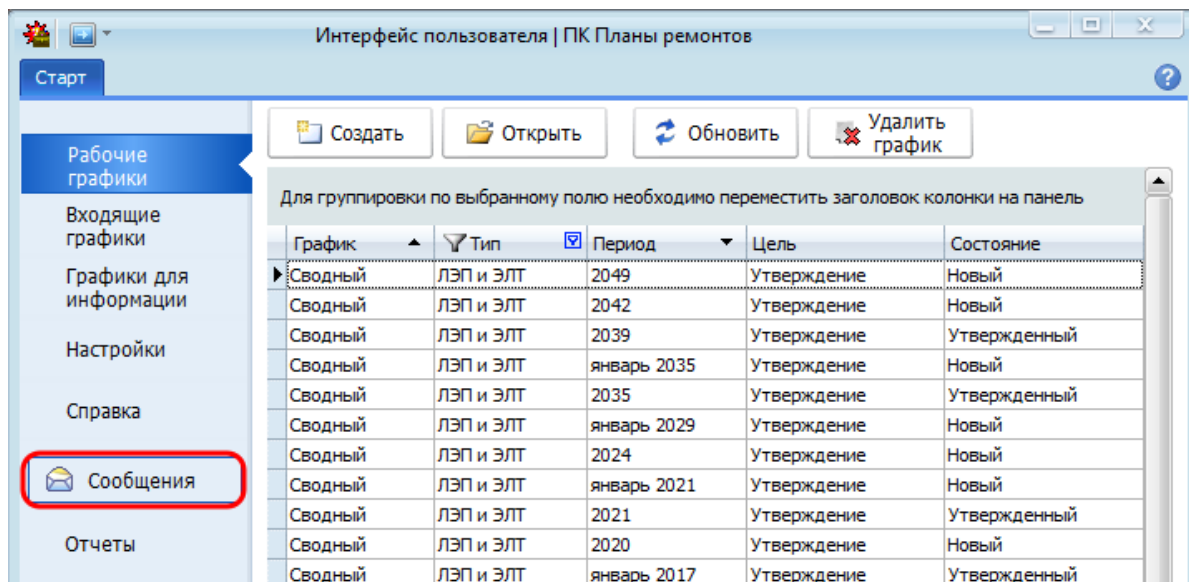 Интерфейс пользователя | ПК Планы ремонтов
Старт
Рабочие
графики
Входящие
графики
Графики для
информации
Настройки
Справка
Сообщения
Отчеты
Создать
Открыть
Обновить
Удалить
график
Для группировки по выбранному полю необходимо переместить заголовок колонки на панель
График Тип Период Цель Состояние
Сводный ЛЭП и ЭЛТ 2049 Утверждение Новый
Сводный ЛЭП и ЭЛТ 2042 Утверждение Новый
Сводный ЛЭП и ЭЛТ 2039 Утверждение Утвержденный
Сводный ЛЭП и ЭЛТ январь 2035 Утверждение Новый
Сводный ЛЭП и ЭЛТ 2035 Утверждение Утвержденный
Сводный ЛЭП и ЭЛТ январь 2029 Утверждение Новый
Сводный ЛЭП и ЭЛТ 2024 Утверждение Новый
Сводный ЛЭП и ЭЛТ январь 2021 Утверждение Новый
Сводный ЛЭП и ЭЛТ 2021 Утверждение Утвержденный
Сводный ЛЭП и ЭЛТ 2020 Утверждение Новый
Сводный ЛЭП и ЭЛТ январь 2017 Утверждение Утвержденный